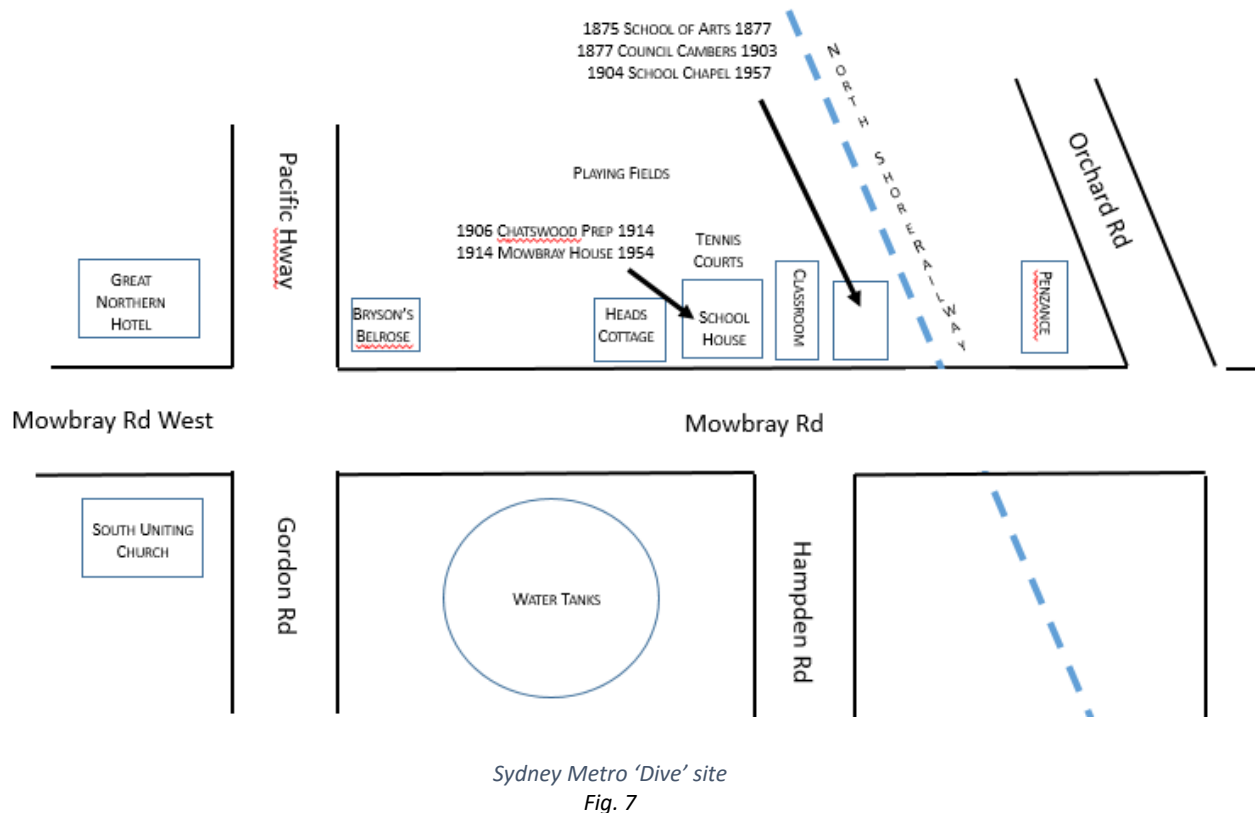 1875 School of Arts 1877
1877 Council Cambers 1903
1904 School Chapel 1957
North Shorerailway
Orchard Rd
Pacific Hway
Playing Fields
1906 Chatswood Prep 1914
1914 Mowbray House 1954
Tennis
Courts
Great
Northern
Hotel
Bryson's
Belrose
Heads
Cottage
School
House
Classroom
Penzance
Mowbray Rd West
Mowbray Rd
South Uniting
Church
Gordon Rd
Water Tanks
Hampden Rd
Sydney Metro ‘Dive’ site
Fig. 7